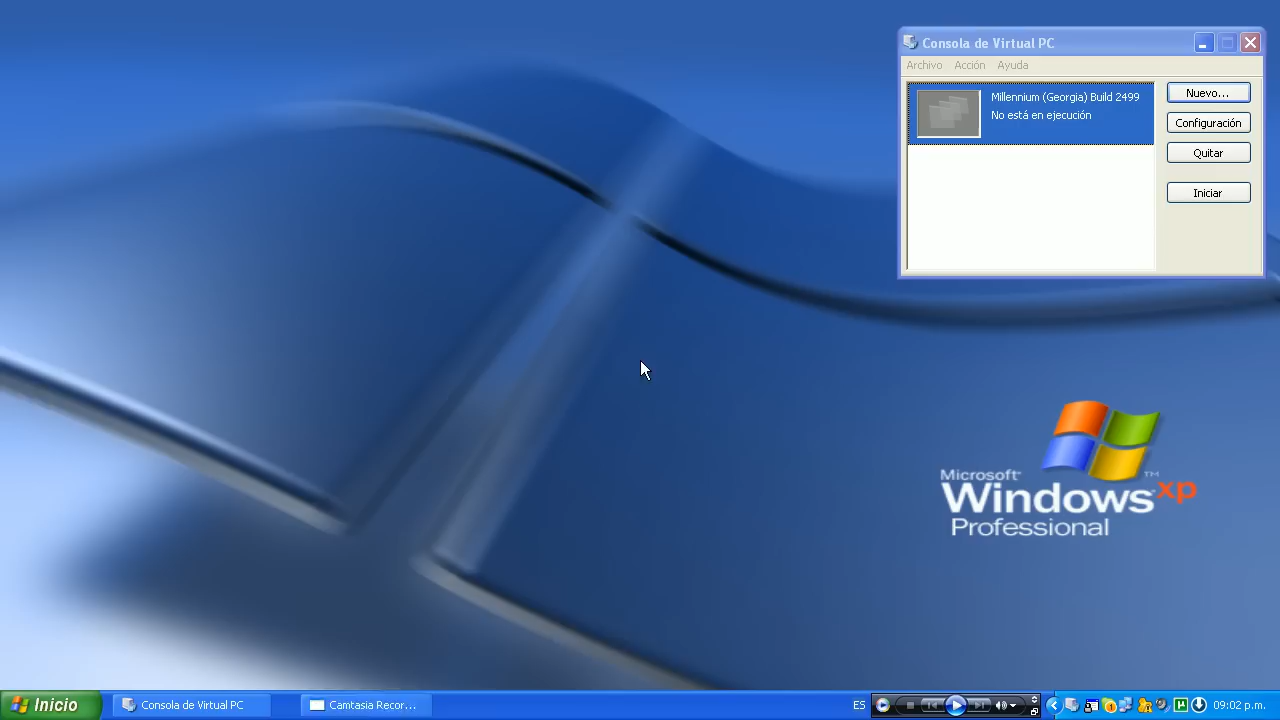 Consola de Virtual PC
Archivo Acción Ayuda
Millennium (Georgia) Build 2499
No está en ejecución
Nuevo...
Configuración
Quitar
Iniciar
Microsoft
Windows xp
TM
Professional
Inicio
Consola de Virtual PC
Camtasia Recor...
ES
09:02 p.m.